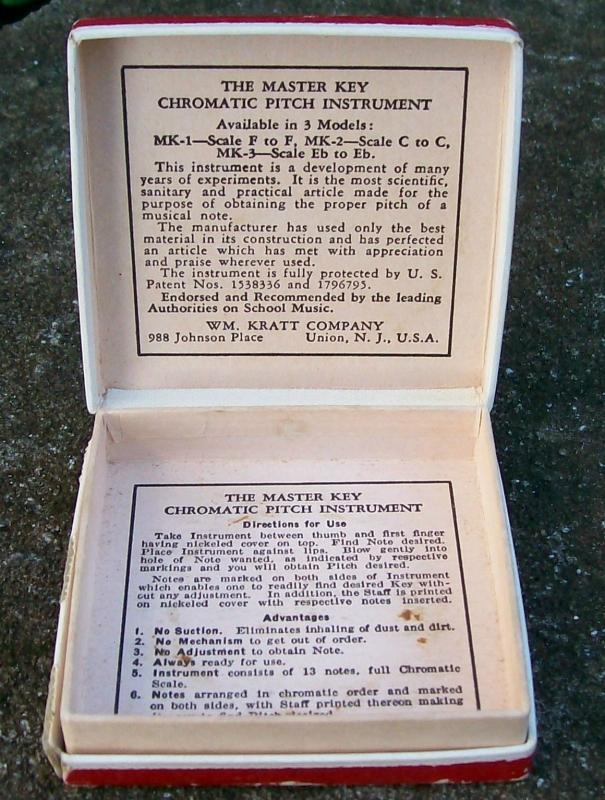 THE MASTER KEY
CHROMATIC PITCH INSTRUMENT
Available in 3 Models:
MK-1—Scale F to F, MK-2—Scale C to C,
MK-3—Scale Eb to Eb.
This instrument is a development of many
years of experiments. It is the most scientific,
sanitary and practical article made for the
purpose of obtaining the proper pitch of a
musical note.
The manufacturer has used only the best
material in its construction and has perfected
an article which has met with appreciation
and praise wherever used.
The instrument is fully protected by U. S.
Patent Nos. 1538336 and 1796795.
Endorsed and Recommended by the leading
Authorities on School Music.
WM. KRATT COMPANY
988 Johnson Place Union, N. J., U.S.A.
THE MASTER KEY
CHROMATIC PITCH INSTRUMENT
Directions for Use
Take Instrument between thumb and first finger
having nickeled cover on top. Find Note desired.
Place Instrument against lips. Blow gently into
hole of Note wanted, as indicated by respective
markings and you will obtain Pitch desired.
Notes are marked on both sides of Instrument
which enables one to readily find desired Key with-
out any adjustment. In addition, the Staff is printed
on nickeled cover with respective notes inserted.
Advantages
1. No Suction. Eliminates inhaling of dust and dirt.
2. No Mechanism to get out of order.
3. No Adjustment to obtain Note.
4. Always ready for use.
5. Instrument consists of 13 notes, full Chromatic
Scale.
6. Notes arranged in chromatic order and marked
on both sides, with Staff printed thereon making